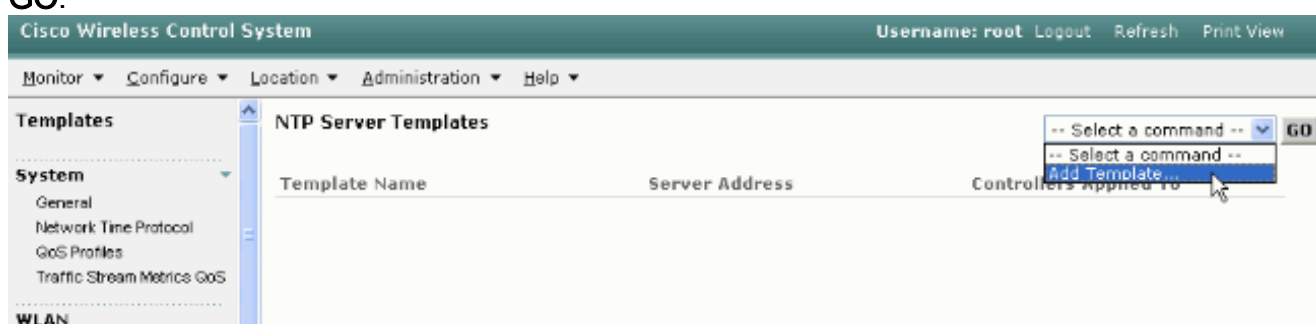 GO.
Cisco Wireless Control System
Username: root Logout Refresh Print View
Monitor Configure Location Administration Help
Templates
NTP Server Templates
-- Select a command -- GO
-- Select a command --
Add Template...
System
Template Name Server Address Controllers Applied To
General
Network Time Protocol
QoS Profiles
Traffic Stream Metrics QoS
WLAN